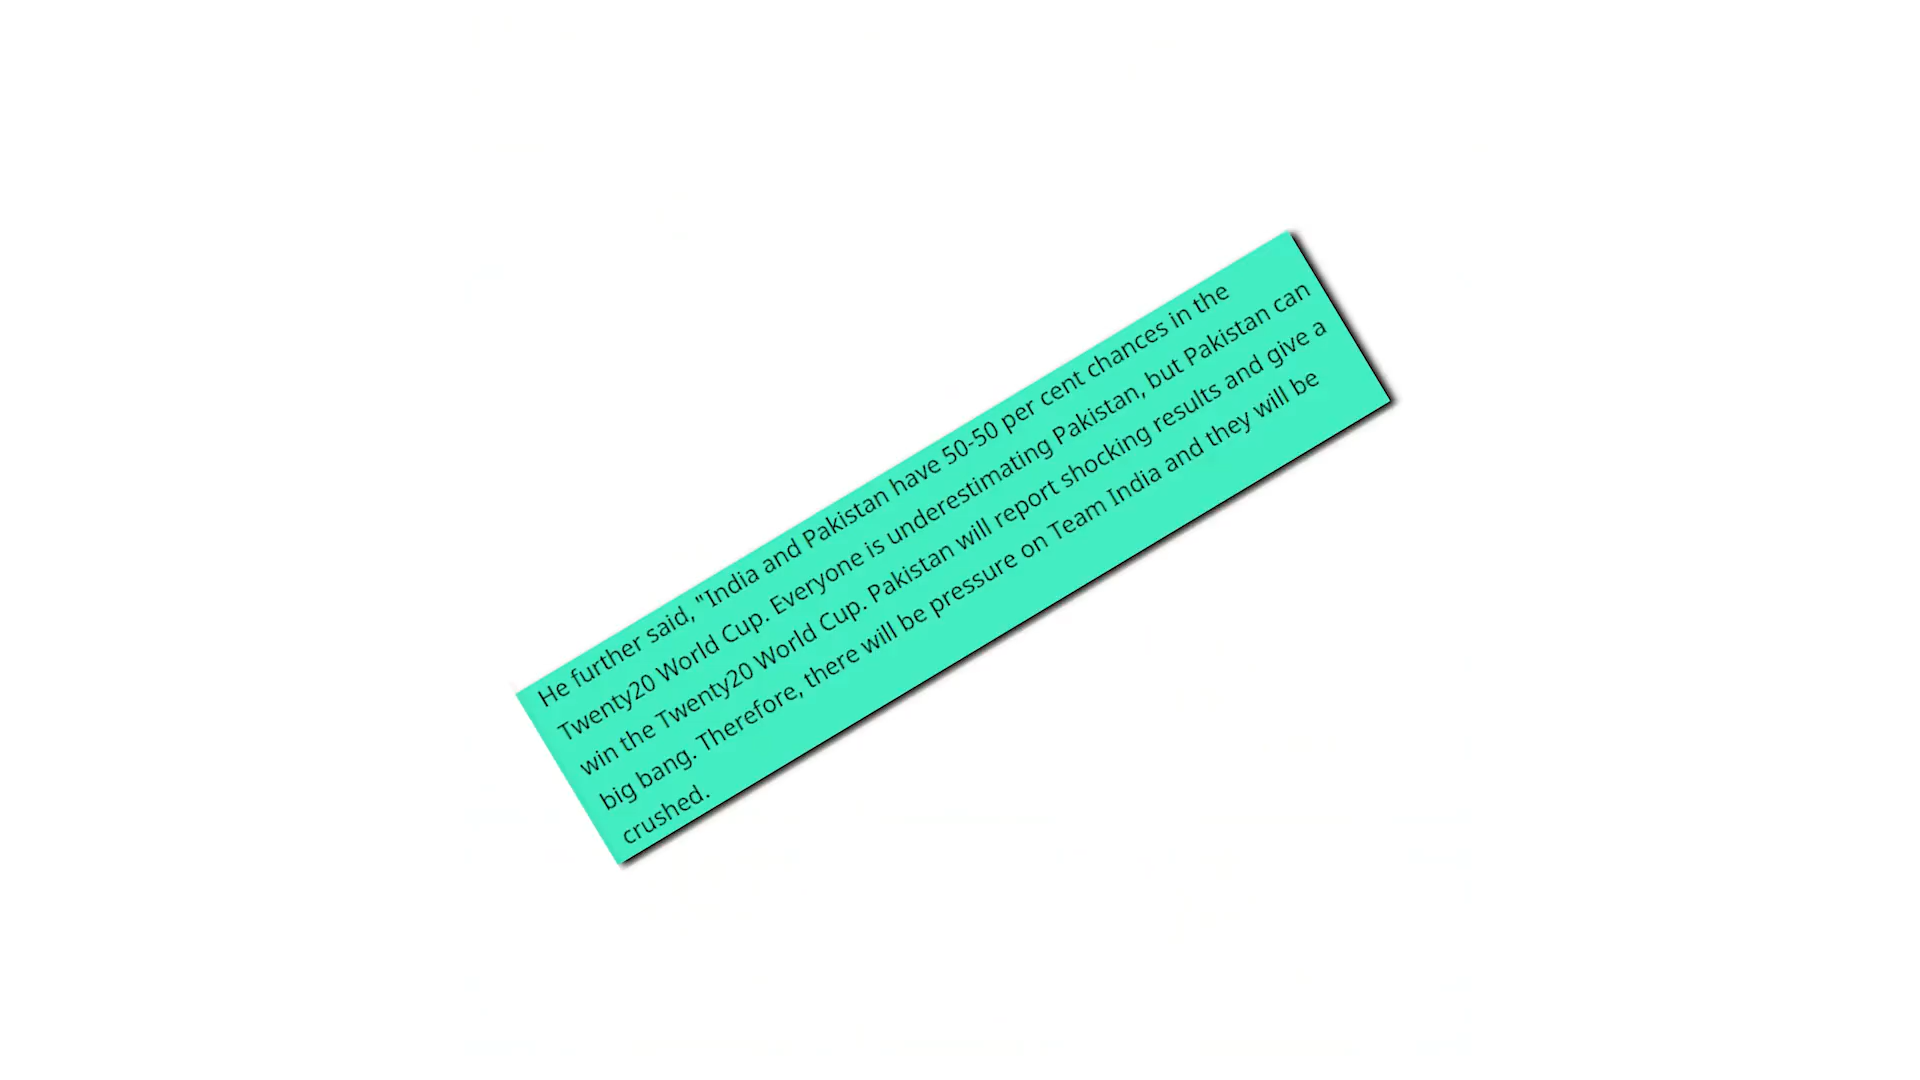 He further said, "India and Pakistan have 50-50 per cent chances in the
Twenty20 World Cup. Everyone is underestimating Pakistan, but Pakistan can
win the Twenty20 World Cup. Pakistan will report shocking results and give a
big bang. Therefore, there will be pressure on Team India and they will be
crushed.